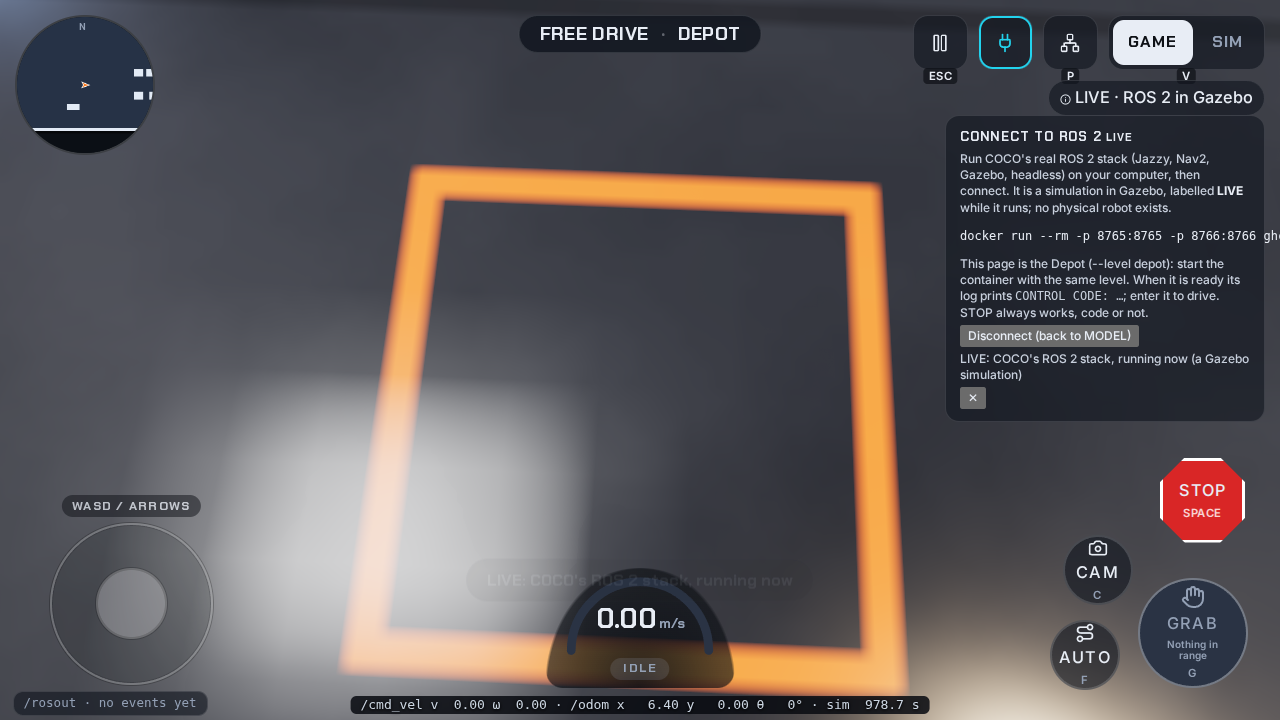 N
FREE DRIVE · DEPOT
ESC
P
GAME
SIM
V
LIVE · ROS 2 in Gazebo
CONNECT TO ROS 2 LIVE
Run COCO's real ROS 2 stack (Jazzy, Nav2,
Gazebo, headless) on your computer, then
connect. It is a simulation in Gazebo, labelled LIVE
while it runs; no physical robot exists.
docker run --rm -p 8765:8765 -p 8766:8766
This page is the Depot (--level depot): start the
container with the same level. When it is ready its
log prints CONTROL CODE: …; enter it to drive.
STOP always works, code or not.
Disconnect (back to MODEL)
LIVE: COCO's ROS 2 stack, running now (a Gazebo
simulation)
✕
STOP
SPACE
WASD / ARROWS
CAM
C
LIVE: COCO's ROS 2 stack, running now
0.00 m/s
IDLE
GRAB
Nothing in
range
G
AUTO
F
/rosout · no events yet
/cmd_vel v 0.00 ω 0.00 · /odom x 6.40 y 0.00 θ 0° · sim 978.7 s